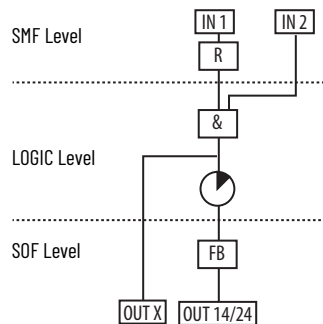 IN 1 IN 2
SMF Level
R
&
LOGIC Level
SOF Level
FB
OUT X OUT 14/24